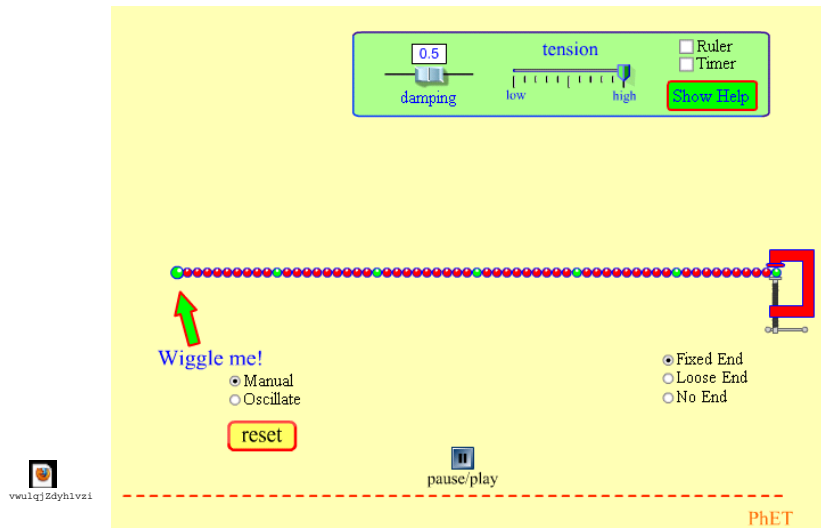 0.5
tension
Ruler
Timer
damping
low
high
Show Help
Wiggle me!
Manual
Oscillate
Fixed End
Loose End
No End
reset
pause/play
PhET